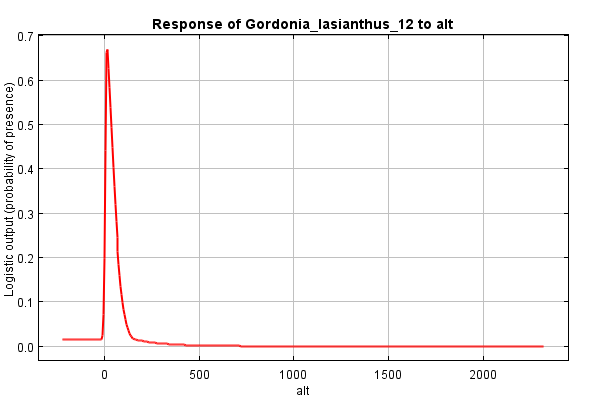 Response of Gordonia_lasianthus_12 to alt
Logistic output (probability of presence)
0.7
0.6
0.5
0.4
0.3
0.2
0.1
0.0
0 500 1000 1500 2000
alt